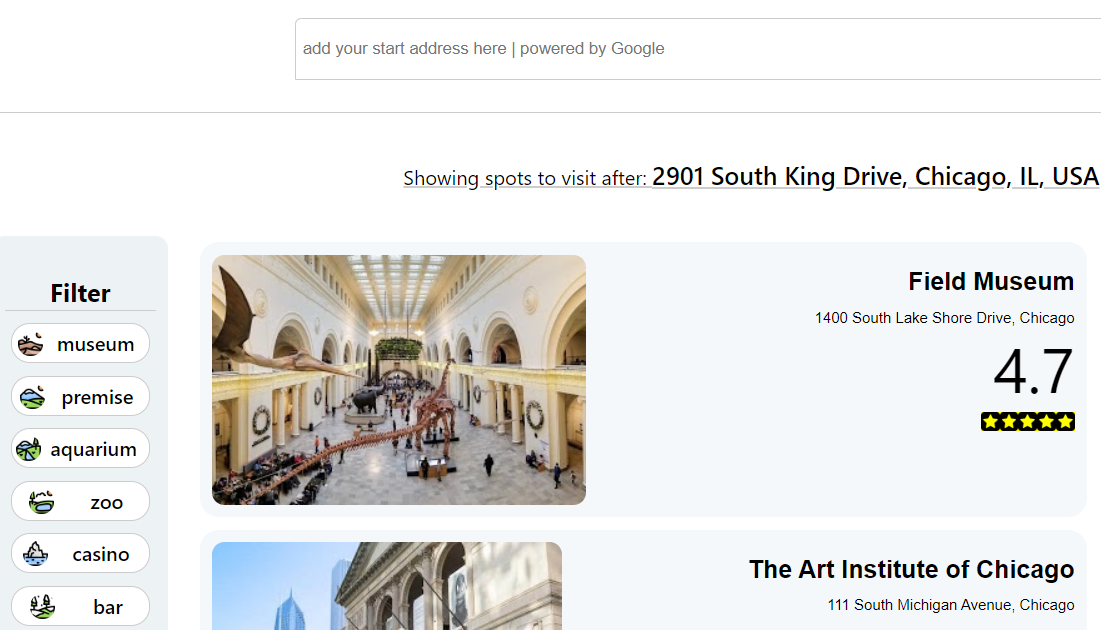 add your start address here | powered by Google
Showing spots to visit after: 2901 South King Drive, Chicago, IL, USA
Filter
museum
premise
aquarium
zoo
casino
bar
Field Museum
1400 South Lake Shore Drive, Chicago
4.7
The Art Institute of Chicago
111 South Michigan Avenue, Chicago